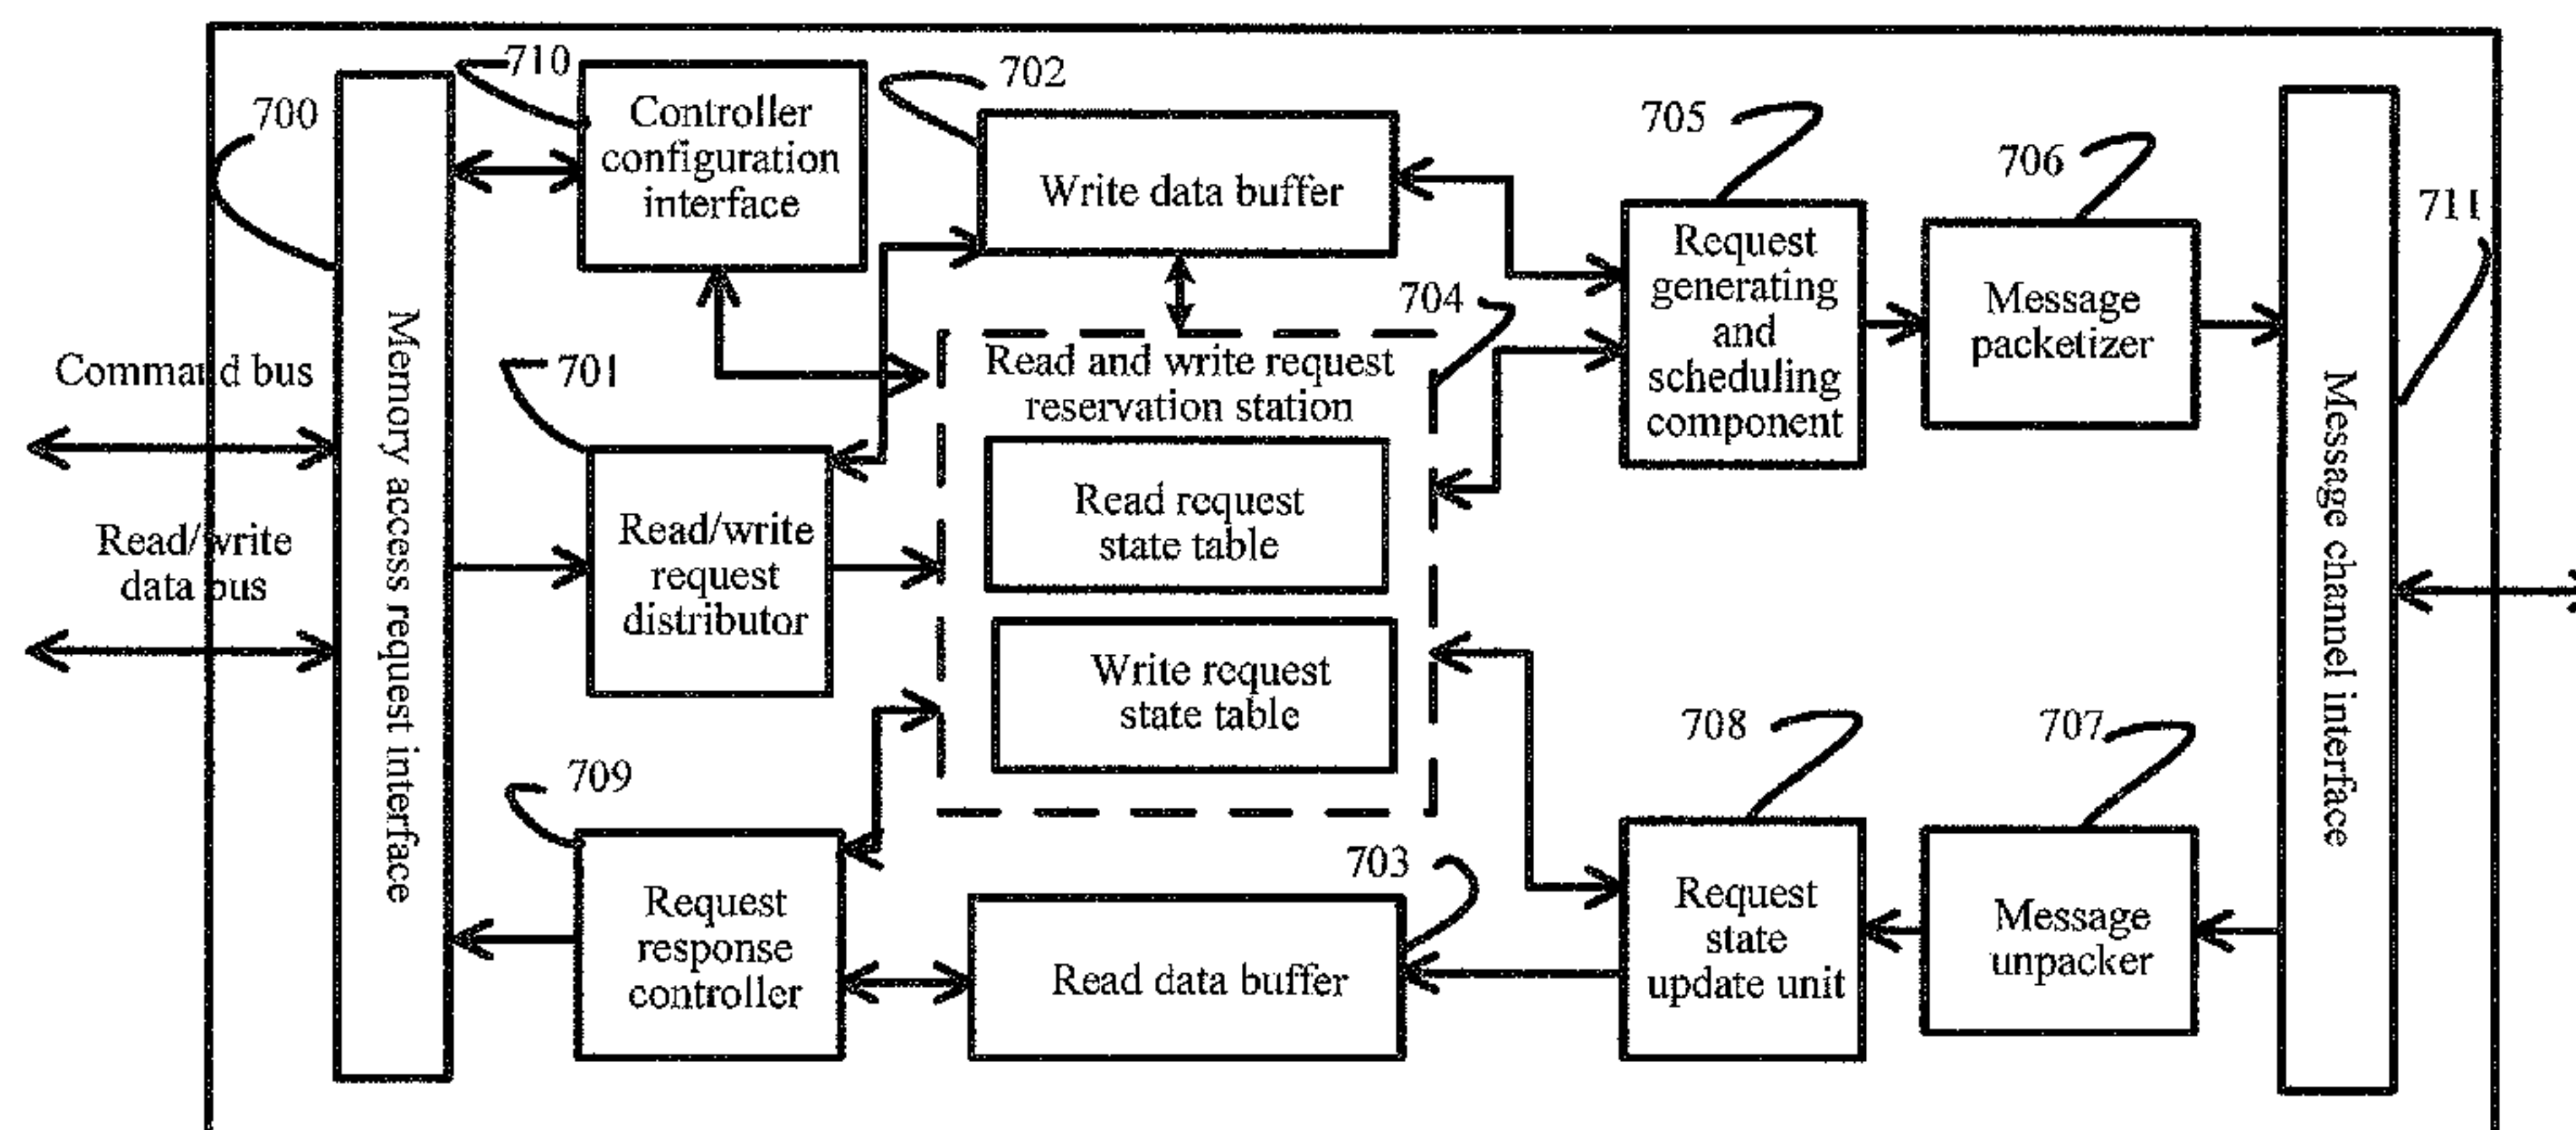 710
702
700
Controller
configuration
interface
705
706
711
Write data buffer
Request
generating
and
scheduling
component
Message
packetizer
704
Command bus
701
Read and write request
reservation station
Memory access request interface
Message channel interface
Read/write
data bus
Read/write
request
distributor
Read request
state table
Write request
state table
708
707
709
703
Request
response
controller
Read data buffer
Request
state
update unit
Message
unpacker